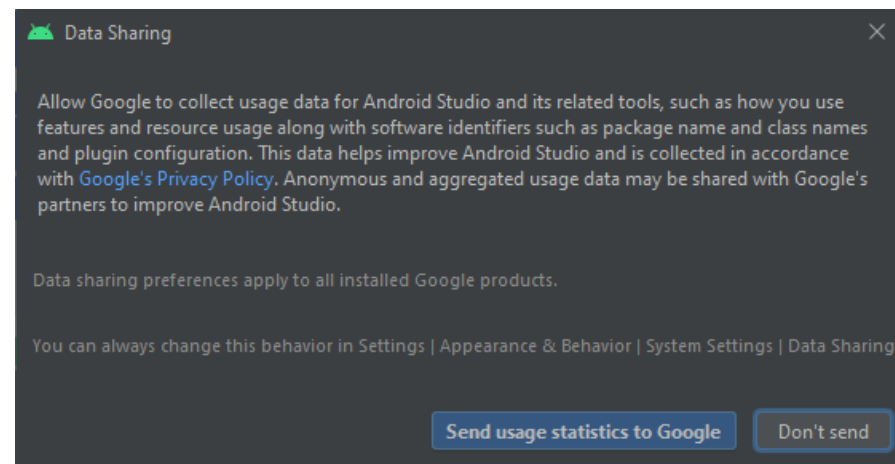 Data Sharing
Allow Google to collect usage data for Android Studio and its related tools, such as how you use
features and resource usage along with software identifiers such as package name and class names
and plugin configuration. This data helps improve Android Studio and is collected in accordance
with Google's Privacy Policy. Anonymous and aggregated usage data may be shared with Google's
partners to improve Android Studio.
Data sharing preferences apply to all installed Google products.
You can always change this behavior in Settings | Appearance & Behavior | System Settings | Data Sharing
Send usage statistics to Google
Don't send